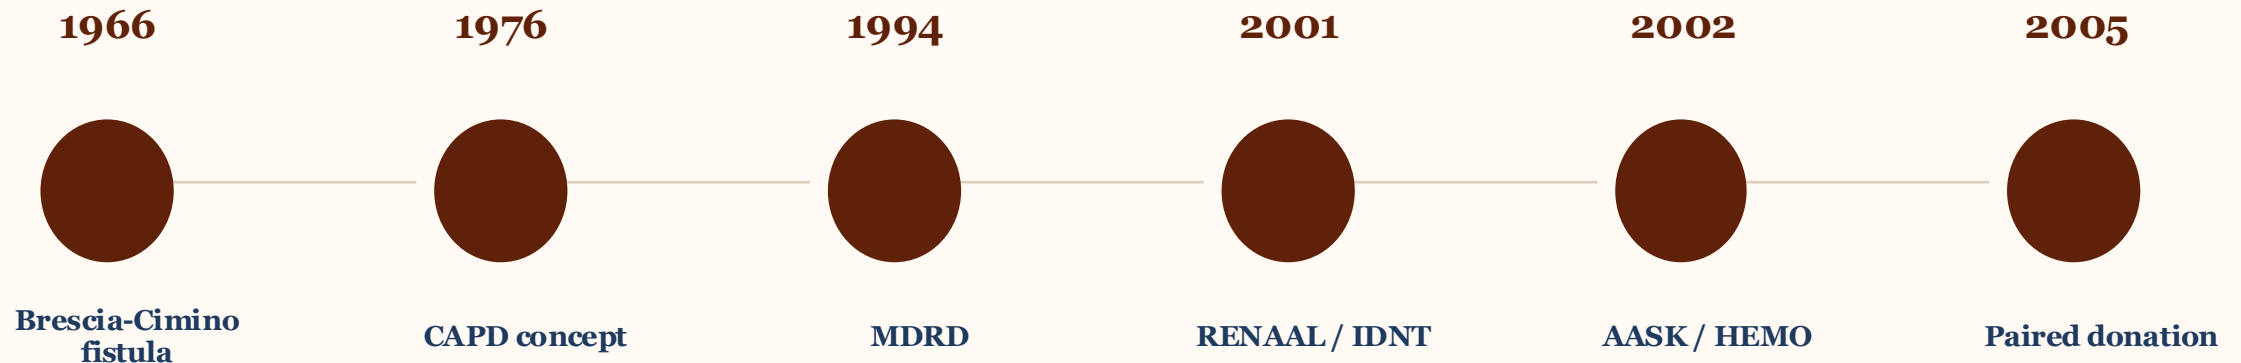 1966
1976
1994
2001
2002
2005
Brescia-Cimino
fistula
CAPD concept
MDRD
RENAAL / IDNT
AASK / HEMO
Paired donation